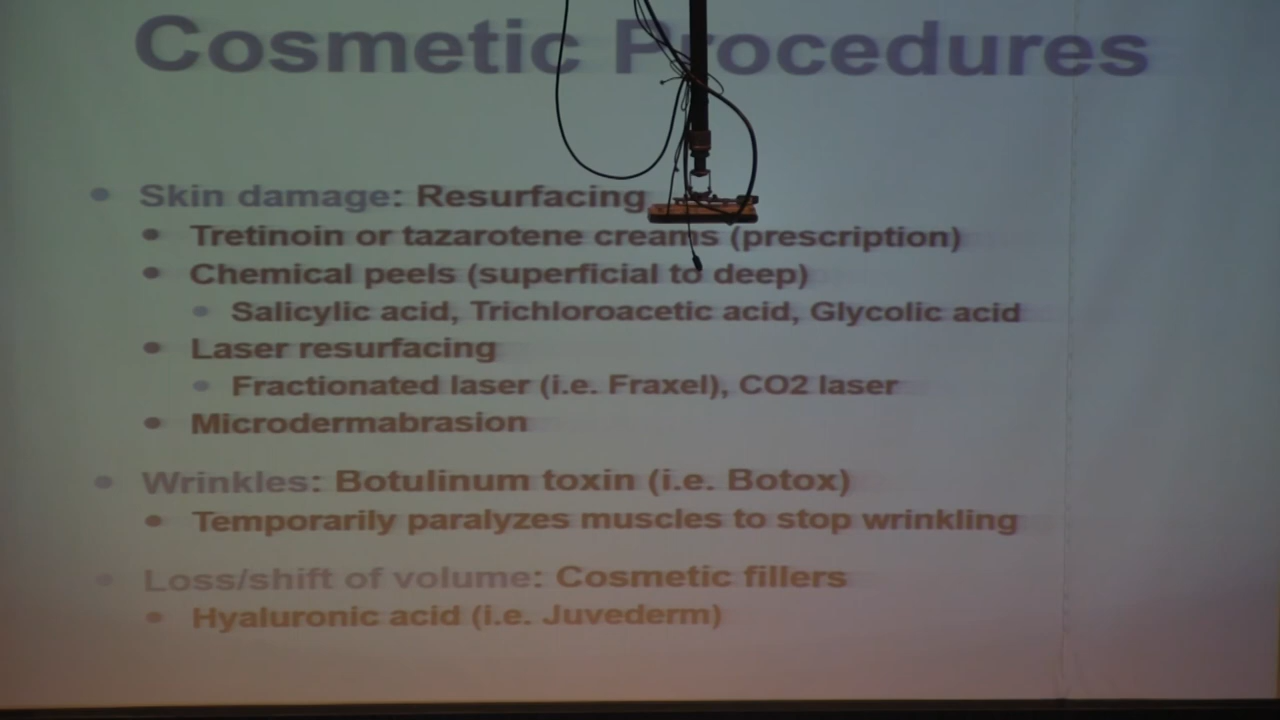 Cosmetic Procedures
Skin damage: Resurfacing
Tretinoin or tazarotene creams (prescription)
Chemical peels (superficial to deep)
Salicylic acid, Trichloroacetic acid, Glycolic acid
Laser resurfacing
Fractionated laser (i.e. Fraxel), CO2 laser
Microdermabrasion
Wrinkles: Botulinum toxin (i.e. Botox)
Temporarily paralyzes muscles to stop wrinkling
Loss/shift of volume: Cosmetic fillers
Hyaluronic acid (i.e. Juvederm)